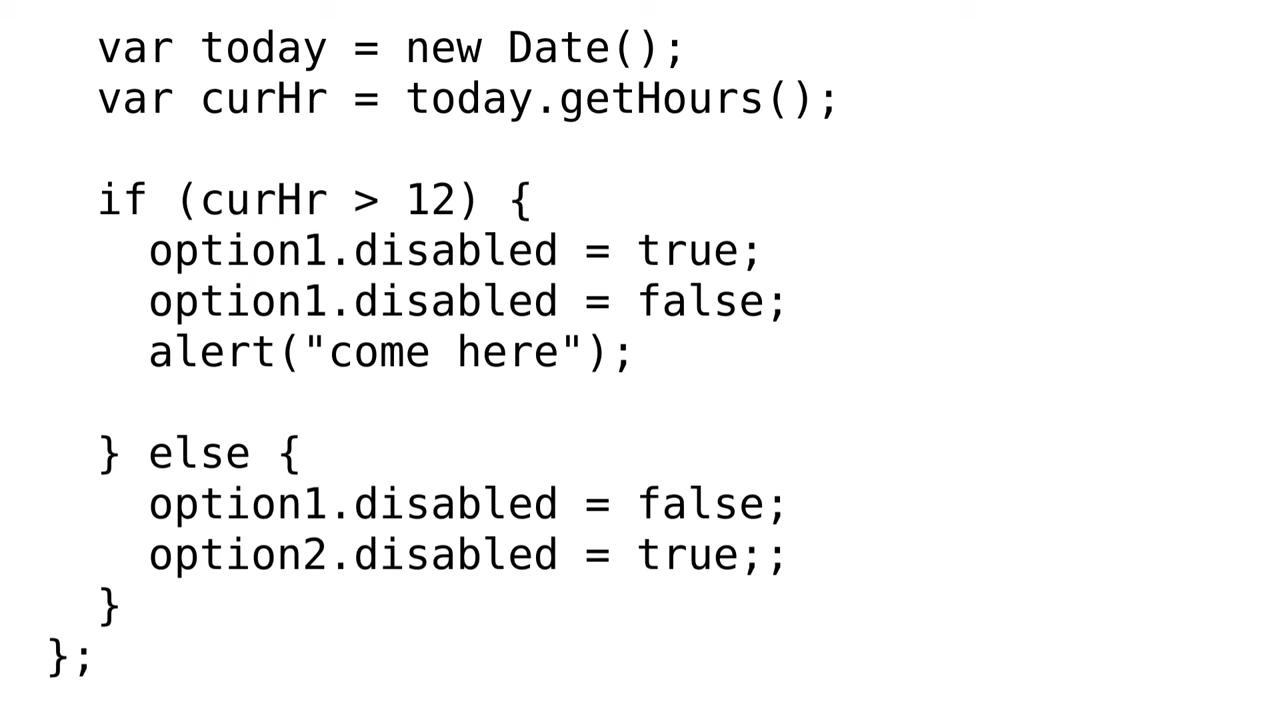 var today = new Date();
var curHr = today.getHours();
if (curHr > 12) {
option1.disabled = true;
option1.disabled = false;
alert("come here");
} else {
option1.disabled = false;
option2.disabled = true;;
}
};